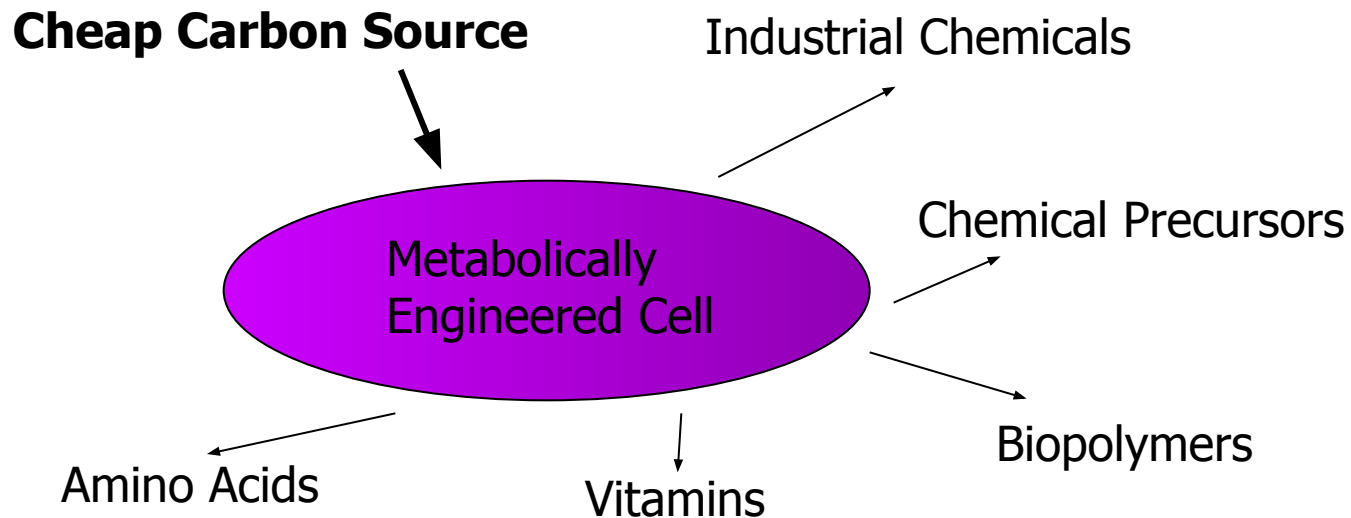 Cheap Carbon Source
Industrial Chemicals
Chemical Precursors
Metabolically
Engineered Cell
Biopolymers
Amino Acids
Vitamins